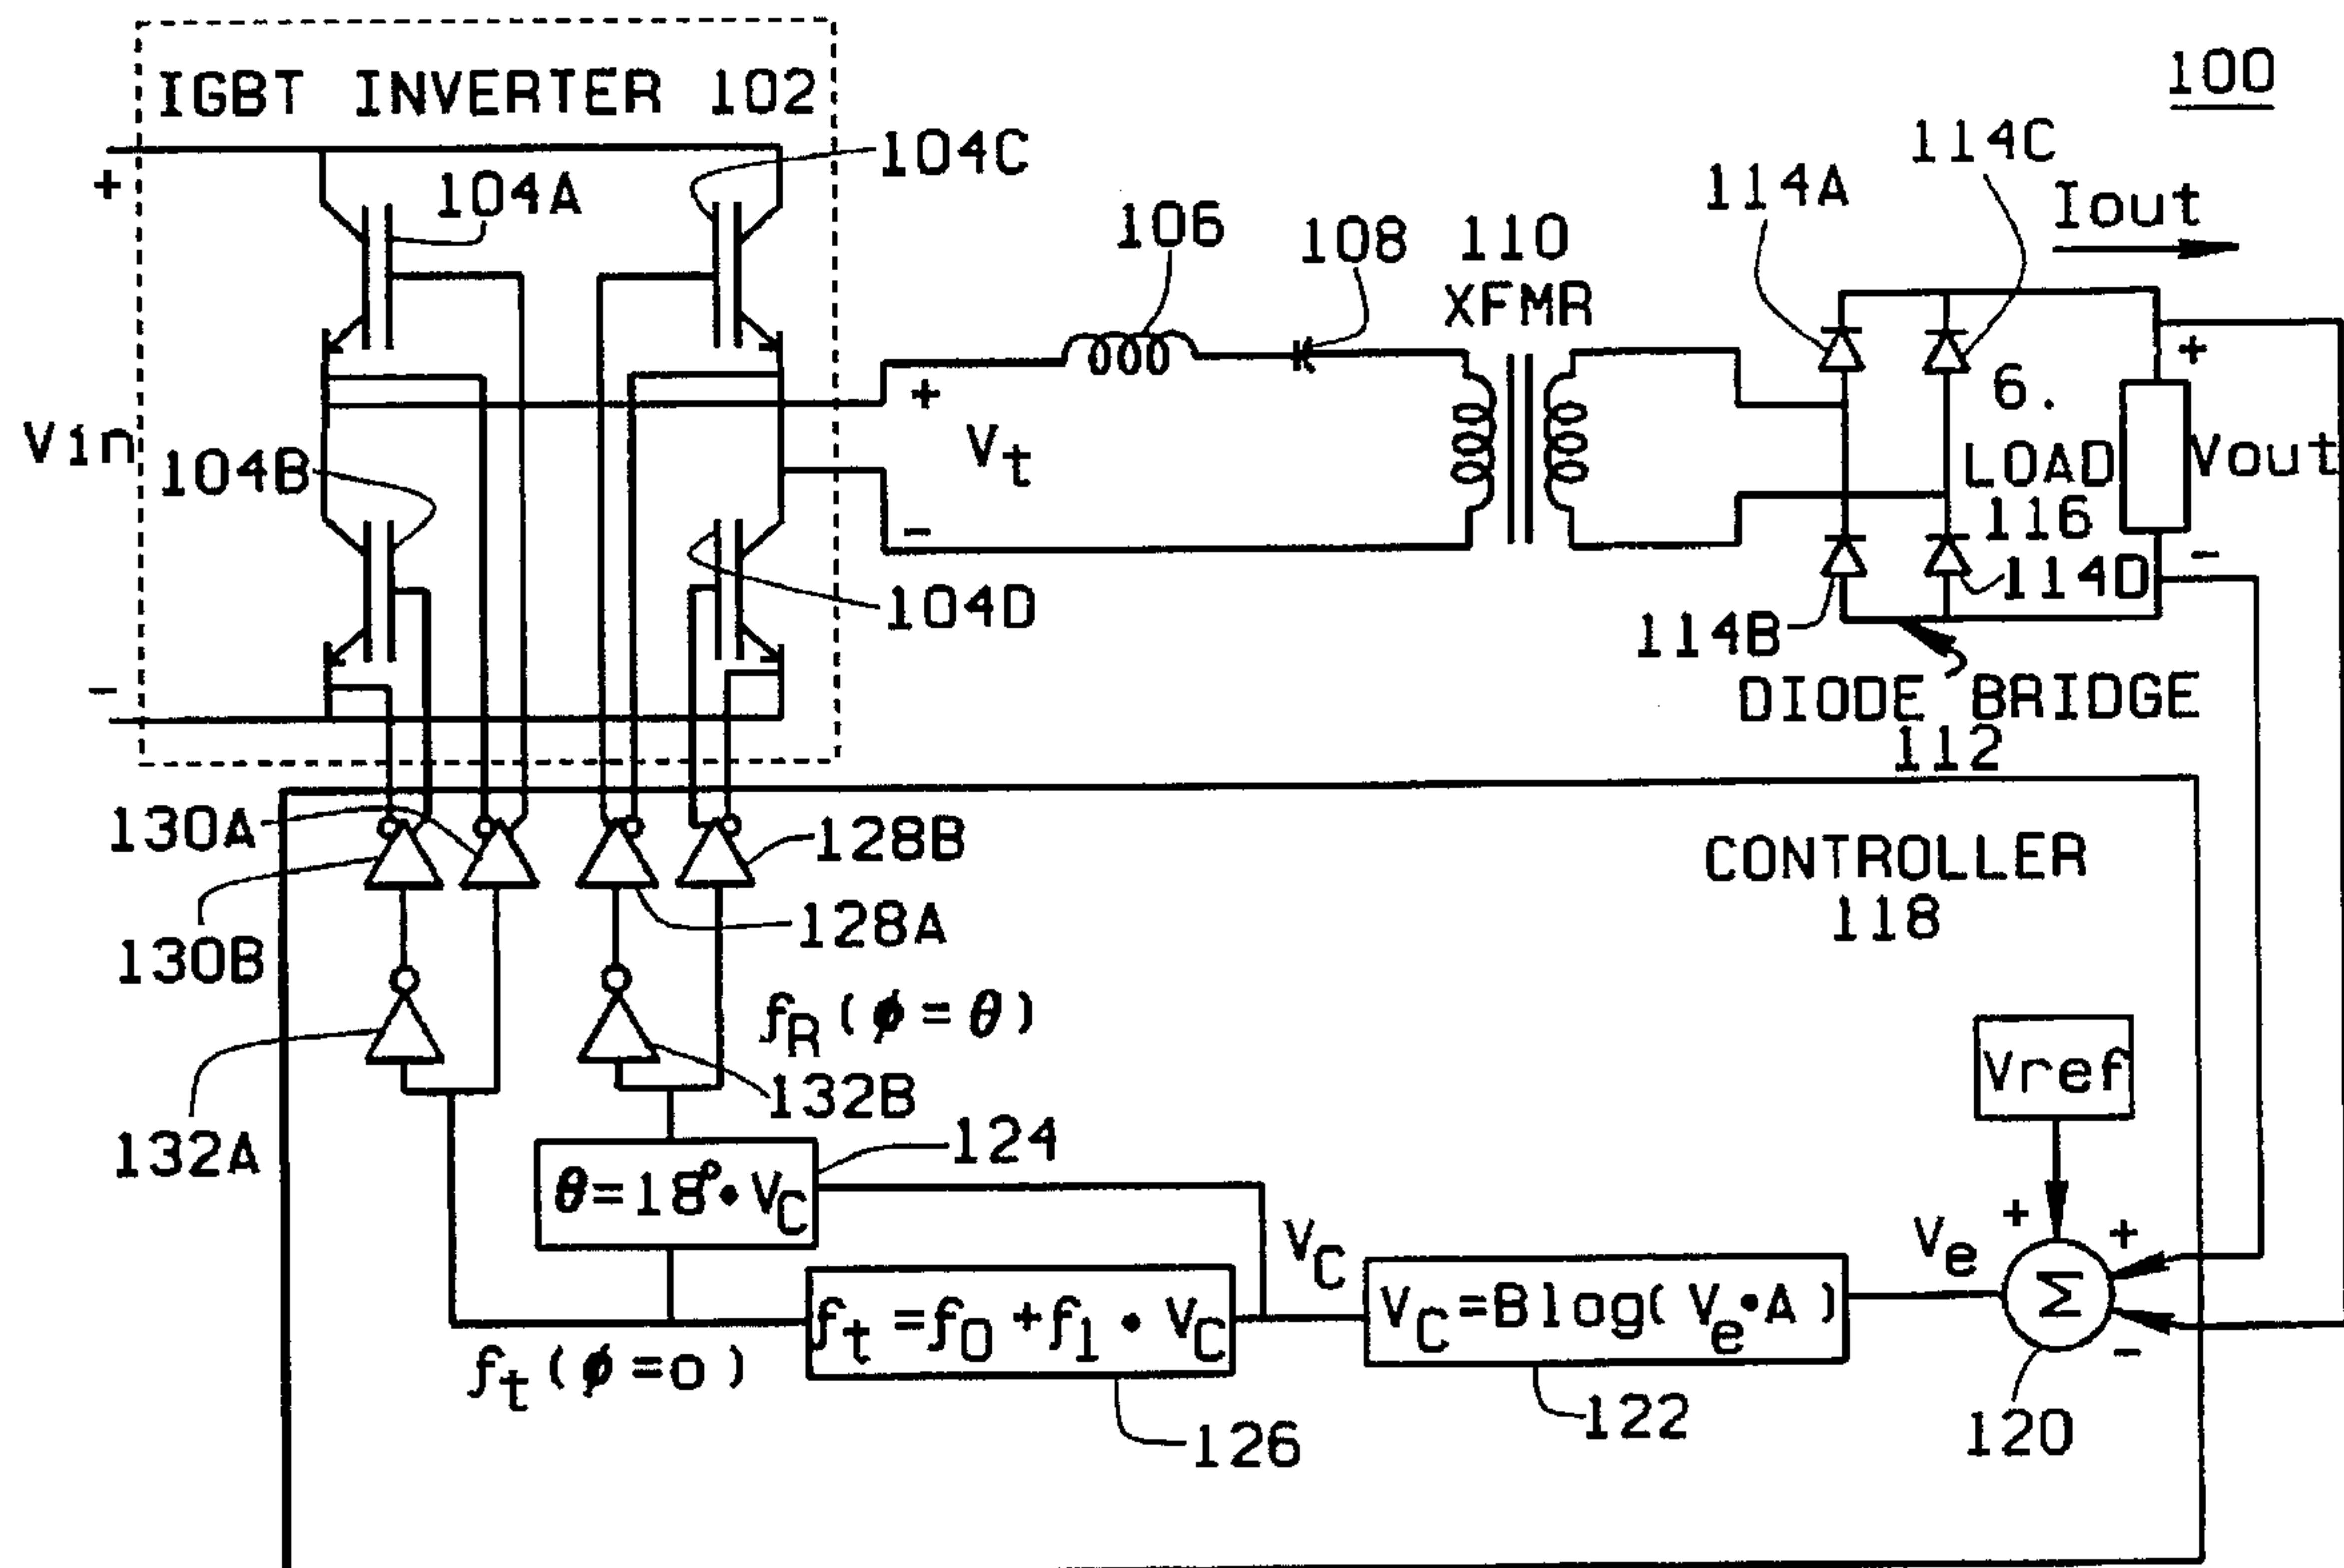 100
IGBT INVERTER 102
+
104A
104C
106
108
110
XFMR
114A
114C
Iout
Vin
104B
104D
+
Vt
-
6.
LOAD
116
+
Vout
-
114B
114D
DIODE BRIDGE
112
-
130A
130B
128B
128A
CONTROLLER
118
132A
132B
fR(ϕ=θ)
124
θ=18°•VC
Vref
VC
Ve
+
+
-
Σ
ft=f0+f1•VC
VC=Blog(Ve•A)
ft(ϕ=0)
126
122
120